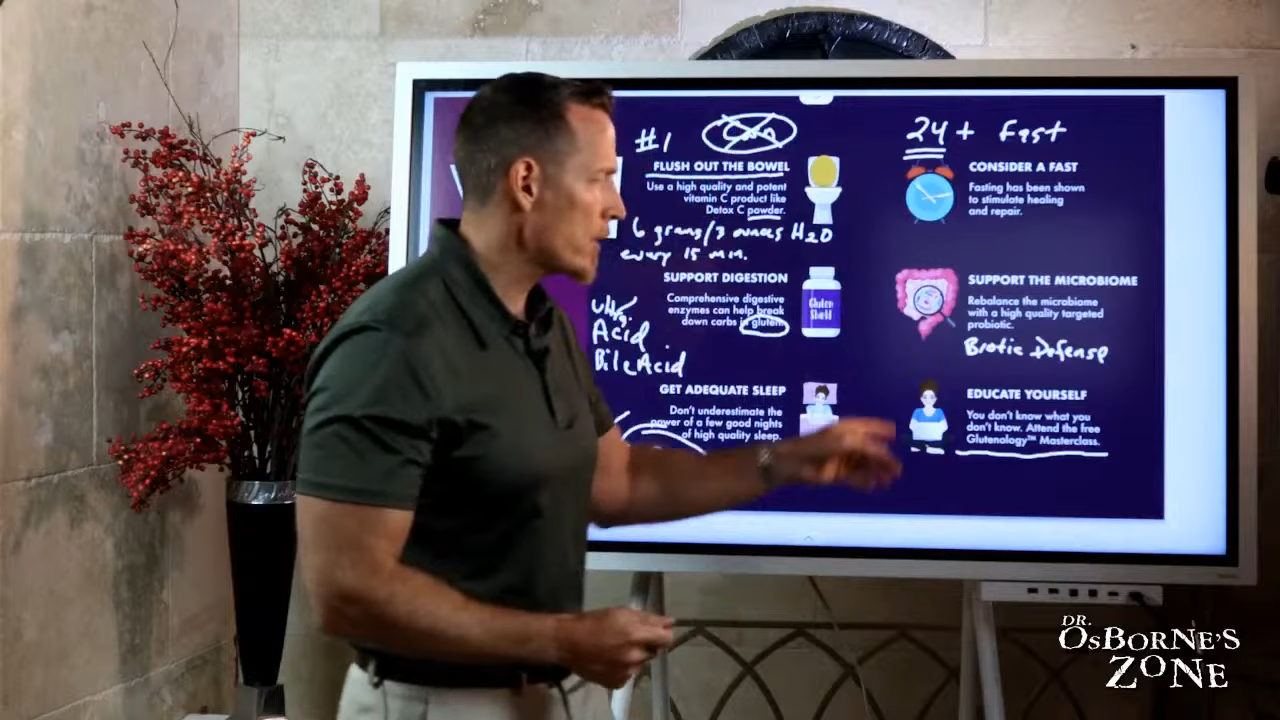 #1
FLUSH OUT THE BOWEL
Use a high quality and potent
vitamin C product like
Detox C powder.
6 grams/3 ounces H2O
every 15 min.
SUPPORT DIGESTION
Comprehensive digestive
enzymes can help break
down carbs in gluten.
Acid
Bile Acid
Gluten
Shield
GET ADEQUATE SLEEP
Don't underestimate the
power of a few good nights
of high quality sleep.
24+ Fast
CONSIDER A FAST
Fasting has been shown
to stimulate healing
and repair.
SUPPORT THE MICROBIOME
Rebalance the microbiome
with a high quality targeted
probiotic.
Biotic Defense
EDUCATE YOURSELF
You don't know what you
don't know. Attend the free
Glutenology™ Masterclass.
DR.
OSBORNE'S
ZONE